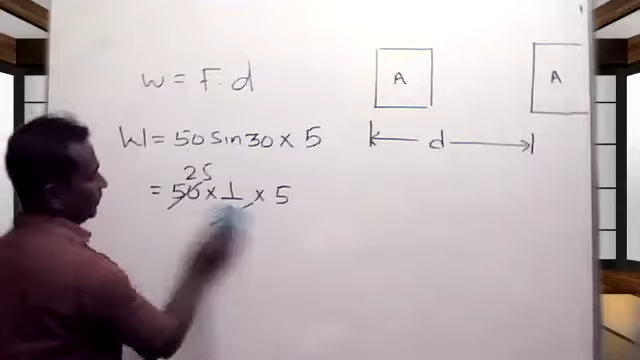 W = F. d
W = 50 sin 30 × 5
25
= 50 × 1 × 5
A
A
d